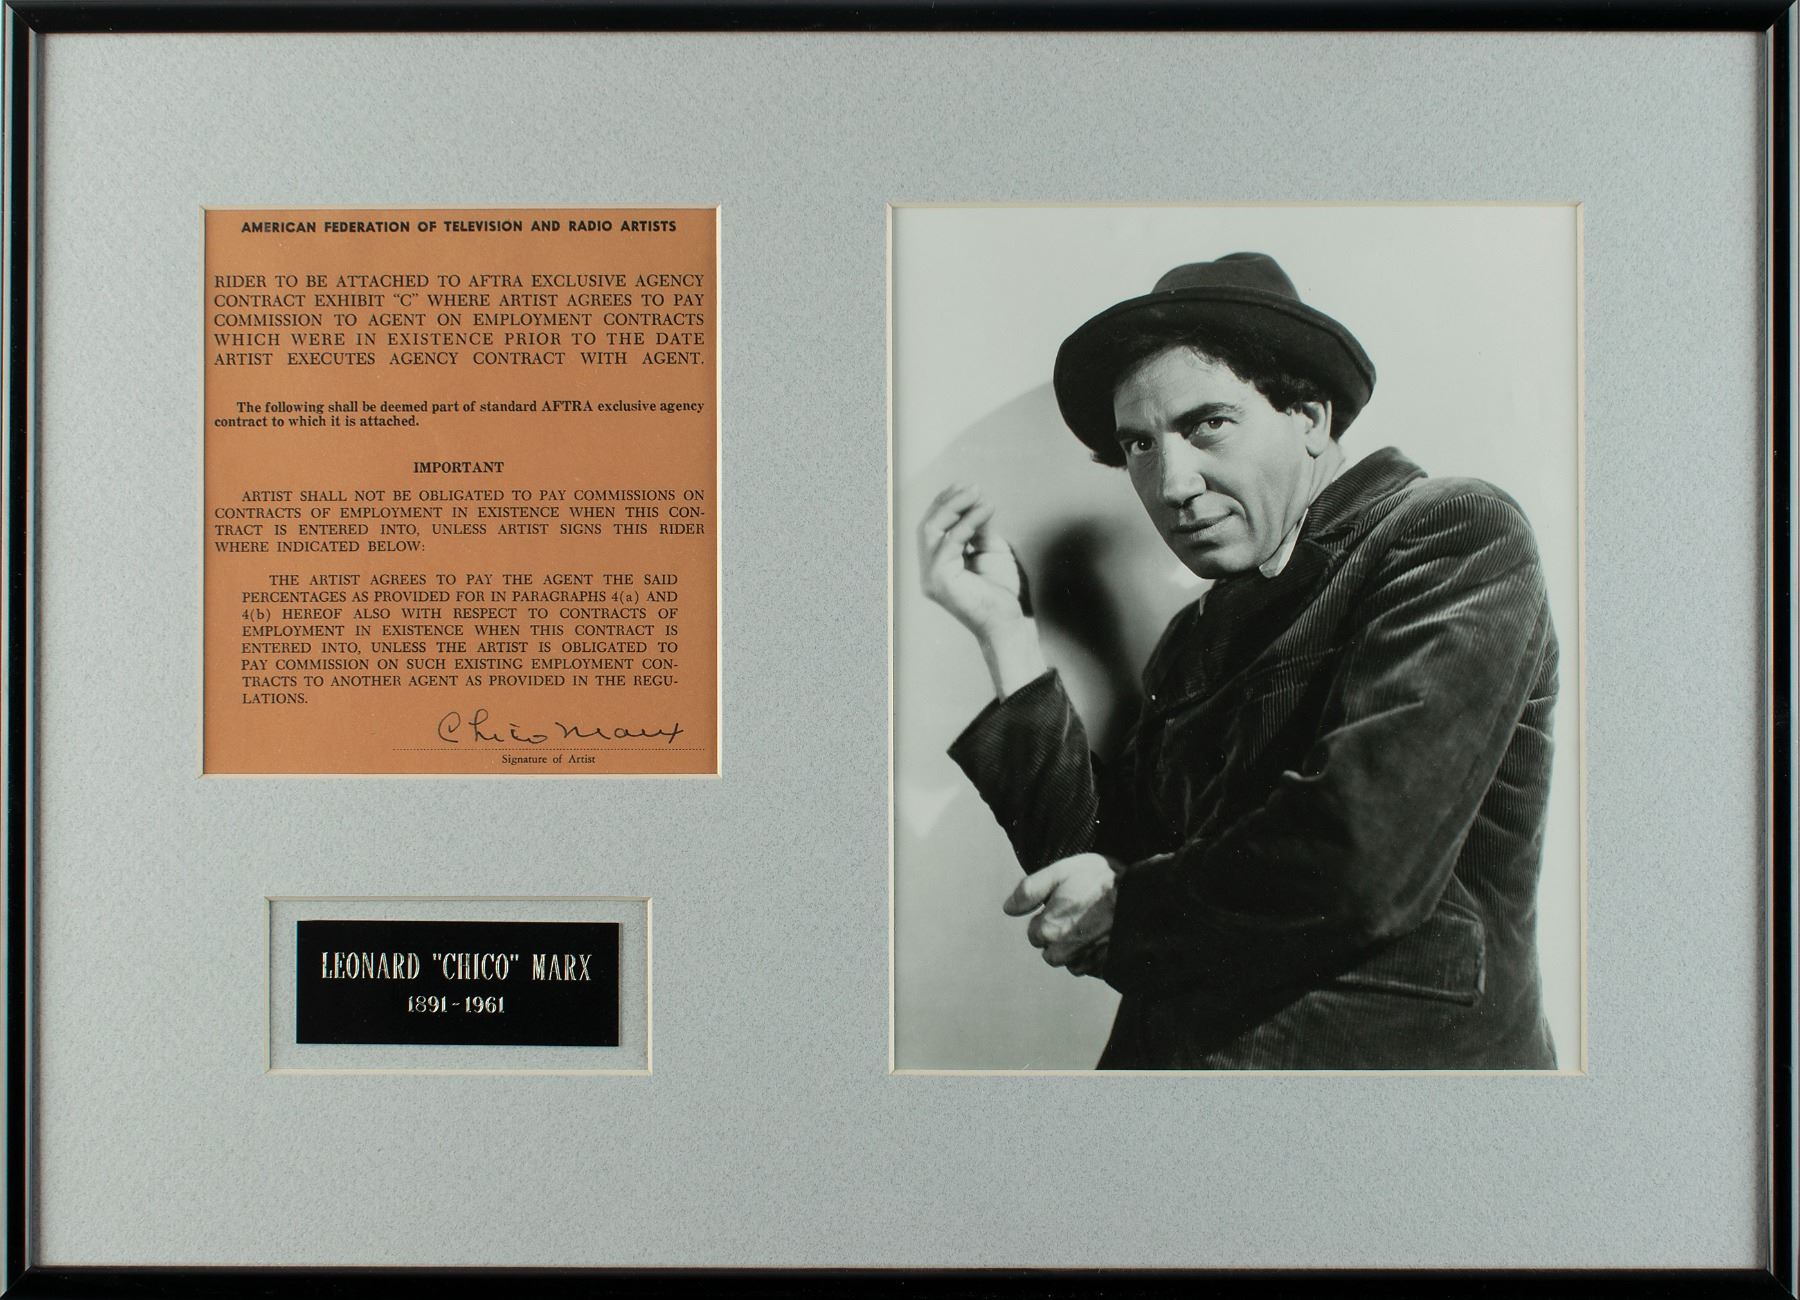 AMERICAN FEDERATION OF TELEVISION AND RADIO ARTISTS
RIDER TO BE ATTACHED TO AFTRA EXCLUSIVE AGENCY
CONTRACT EXHIBIT "C" WHERE ARTIST AGREES TO PAY
COMMISSION TO AGENT ON EMPLOYMENT CONTRACTS
WHICH WERE IN EXISTENCE PRIOR TO THE DATE
ARTIST EXECUTES AGENCY CONTRACT WITH AGENT.
The following shall be deemed part of standard AFTRA exclusive agency
contract to which it is attached.
IMPORTANT
ARTIST SHALL NOT BE OBLIGATED TO PAY COMMISSIONS ON
CONTRACTS OF EMPLOYMENT IN EXISTENCE WHEN THIS CON-
TRACT IS ENTERED INTO, UNLESS ARTIST SIGNS THIS RIDER
WHERE INDICATED BELOW:
THE ARTIST AGREES TO PAY THE AGENT THE SAID
PERCENTAGES AS PROVIDED FOR IN PARAGRAPHS 4(a) AND
4(b) HEREOF ALSO WITH RESPECT TO CONTRACTS OF
EMPLOYMENT IN EXISTENCE WHEN THIS CONTRACT IS
ENTERED INTO, UNLESS THE ARTIST IS OBLIGATED TO
PAY COMMISSION ON SUCH EXISTING EMPLOYMENT CON-
TRACTS TO ANOTHER AGENT AS PROVIDED IN THE REGU-
LATIONS.
Chico Marx
Signature of Artist
LEONARD "CHICO" MARX
1891-1961